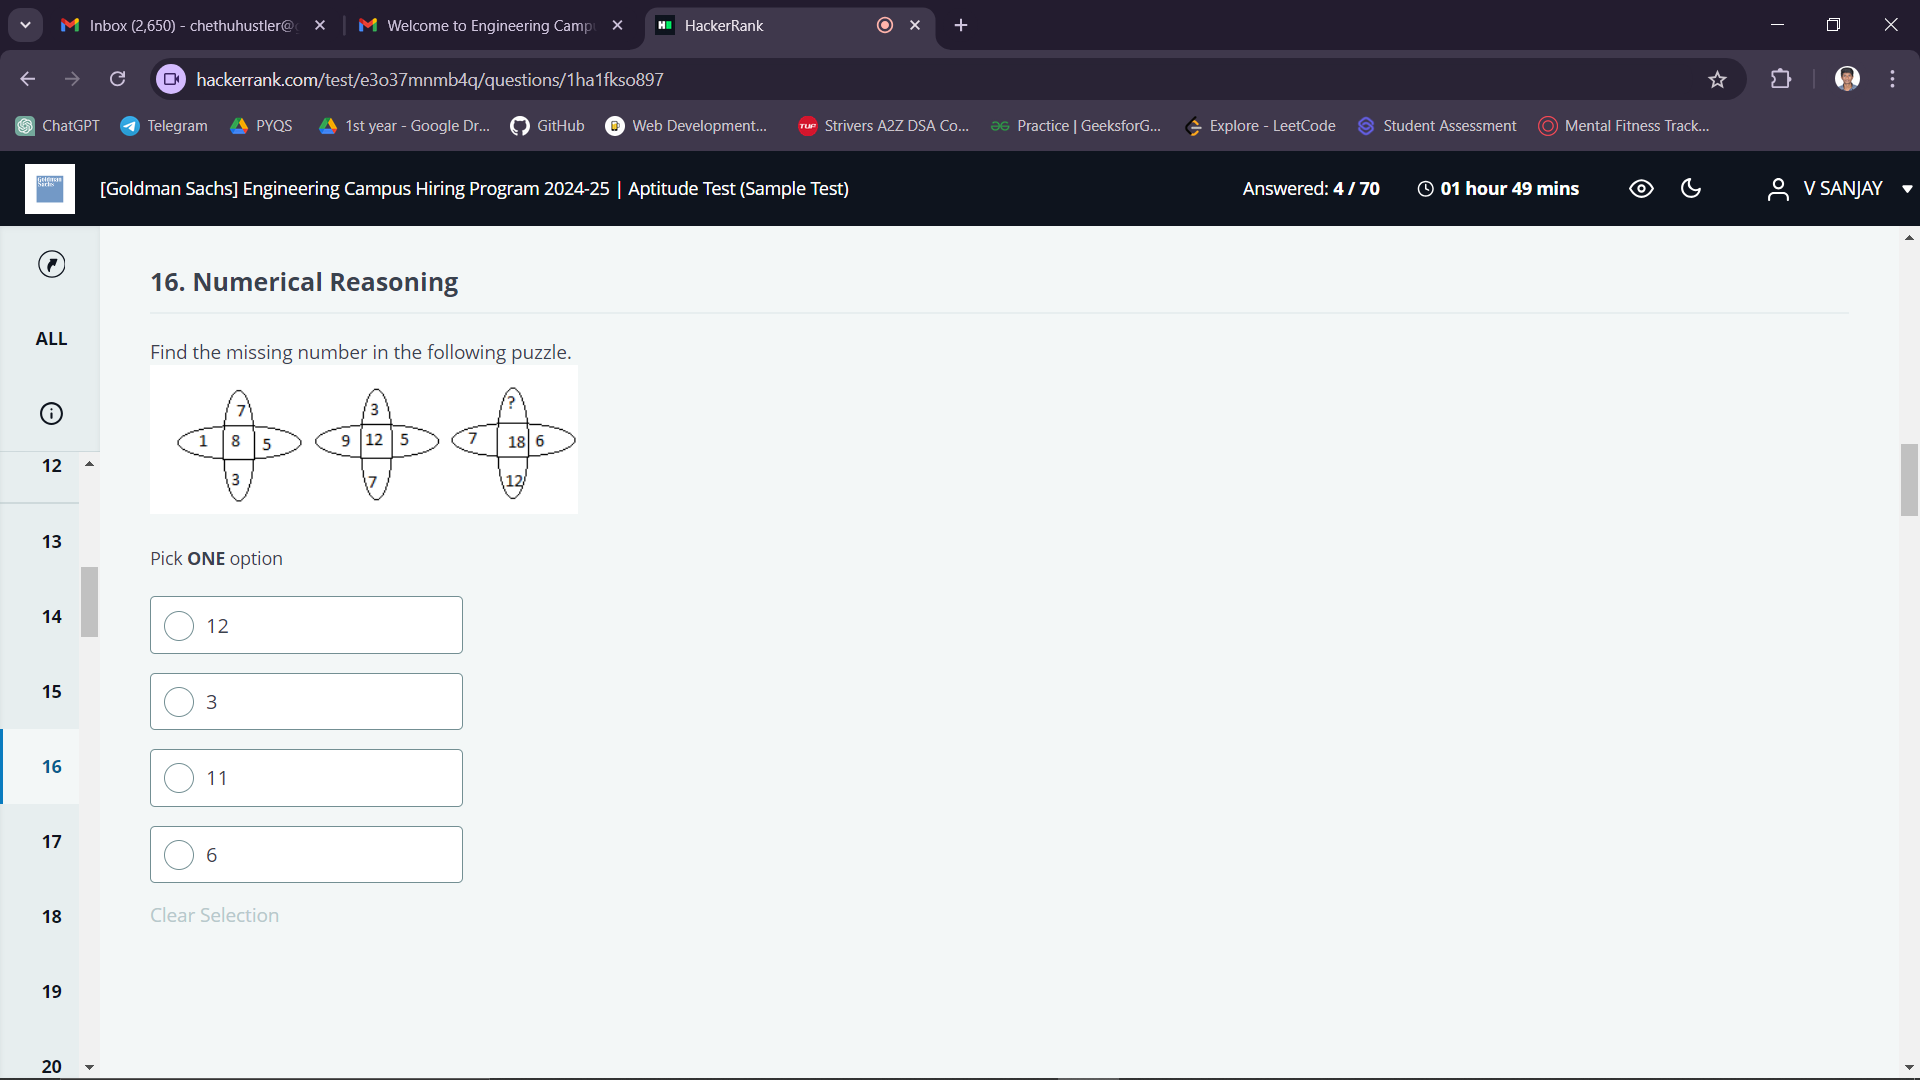 Inbox (2,650) - chethuhustler@g
Welcome to Engineering Camp
HackerRank
hackerrank.com/test/e3o37mnmb4q/questions/1ha1fkso897
ChatGPT Telegram PYQS 1st year - Google Dr... GitHub Web Development... TUF Strivers A2Z DSA Co... Practice | GeeksforG... Explore - LeetCode Student Assessment Mental Fitness Track...
Goldman Sachs
[Goldman Sachs] Engineering Campus Hiring Program 2024-25 | Aptitude Test (Sample Test)
Answered: 4 / 70 01 hour 49 mins V SANJAY
ALL
12
13
14
15
16
17
18
19
20
16. Numerical Reasoning
Find the missing number in the following puzzle.
7 3 ?
1 8 5 9 12 5 7 18 6
3 7 12
Pick ONE option
12
3
11
6
Clear Selection